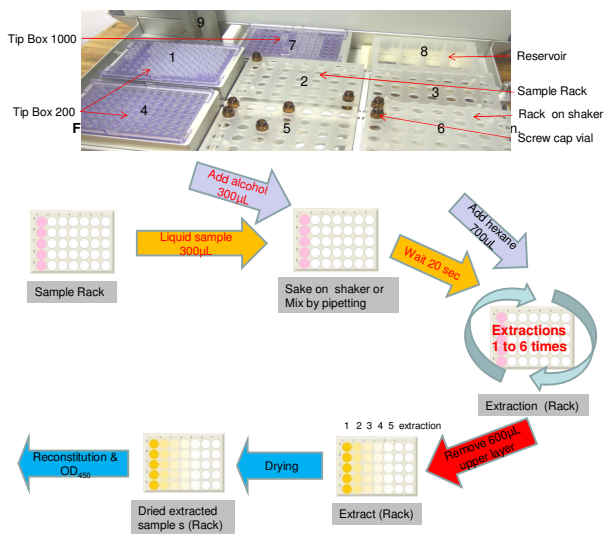 9
Tip Box 1000
7
1
8
Reservoir
2
Sample Rack
3
Tip Box 200
4
Rack on shaker
F
5
6
n.
Screw cap vial
Add alcohol
300µL
Liquid sample
300µL
Add hexane
700uL
Wait 20 sec
Sample Rack
Sake on shaker or
Mix by pipetting
Extractions
1 to 6 times
Extraction (Rack)
1 2 3 4 5 extraction
Remove 600µL
upper layer
Reconstitution &
OD450
Drying
Dried extracted
sample s (Rack)
Extract (Rack)